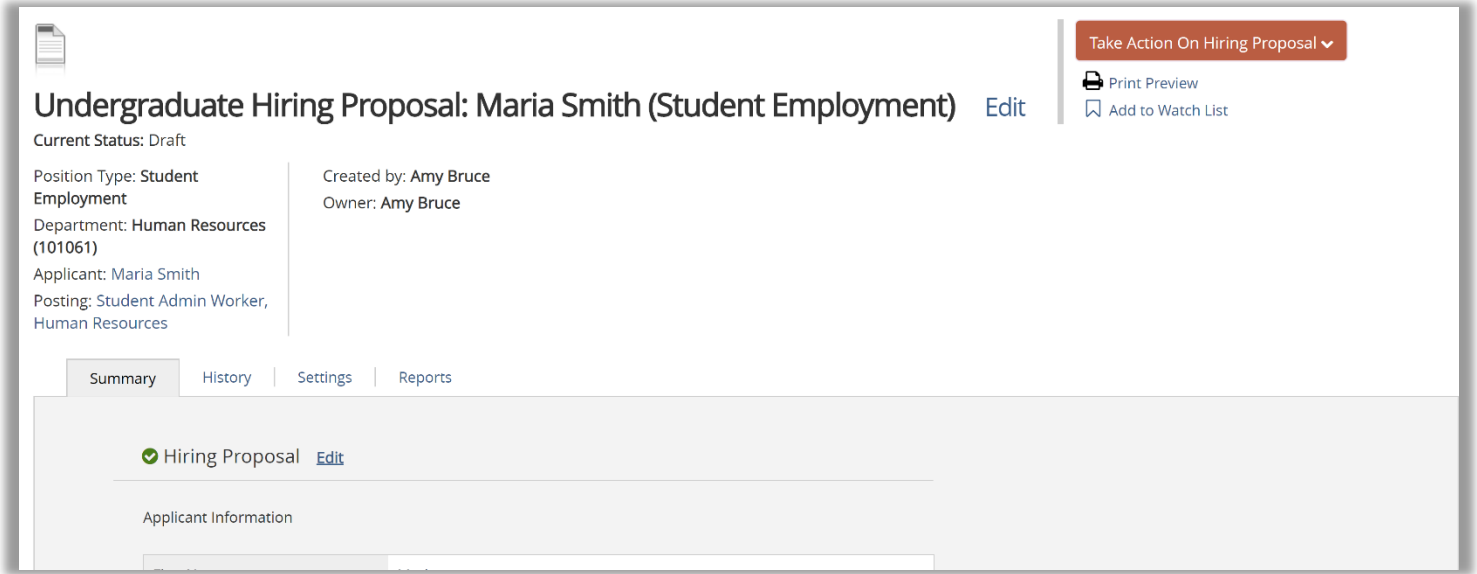 Take Action On Hiring Proposal
Print Preview
Add to Watch List
Undergraduate Hiring Proposal: Maria Smith (Student Employment) Edit
Current Status: Draft
Position Type: Student
Employment
Department: Human Resources
(101061)
Applicant: Maria Smith
Posting: Student Admin Worker,
Human Resources
Created by: Amy Bruce
Owner: Amy Bruce
Summary History Settings Reports
Hiring Proposal Edit
Applicant Information